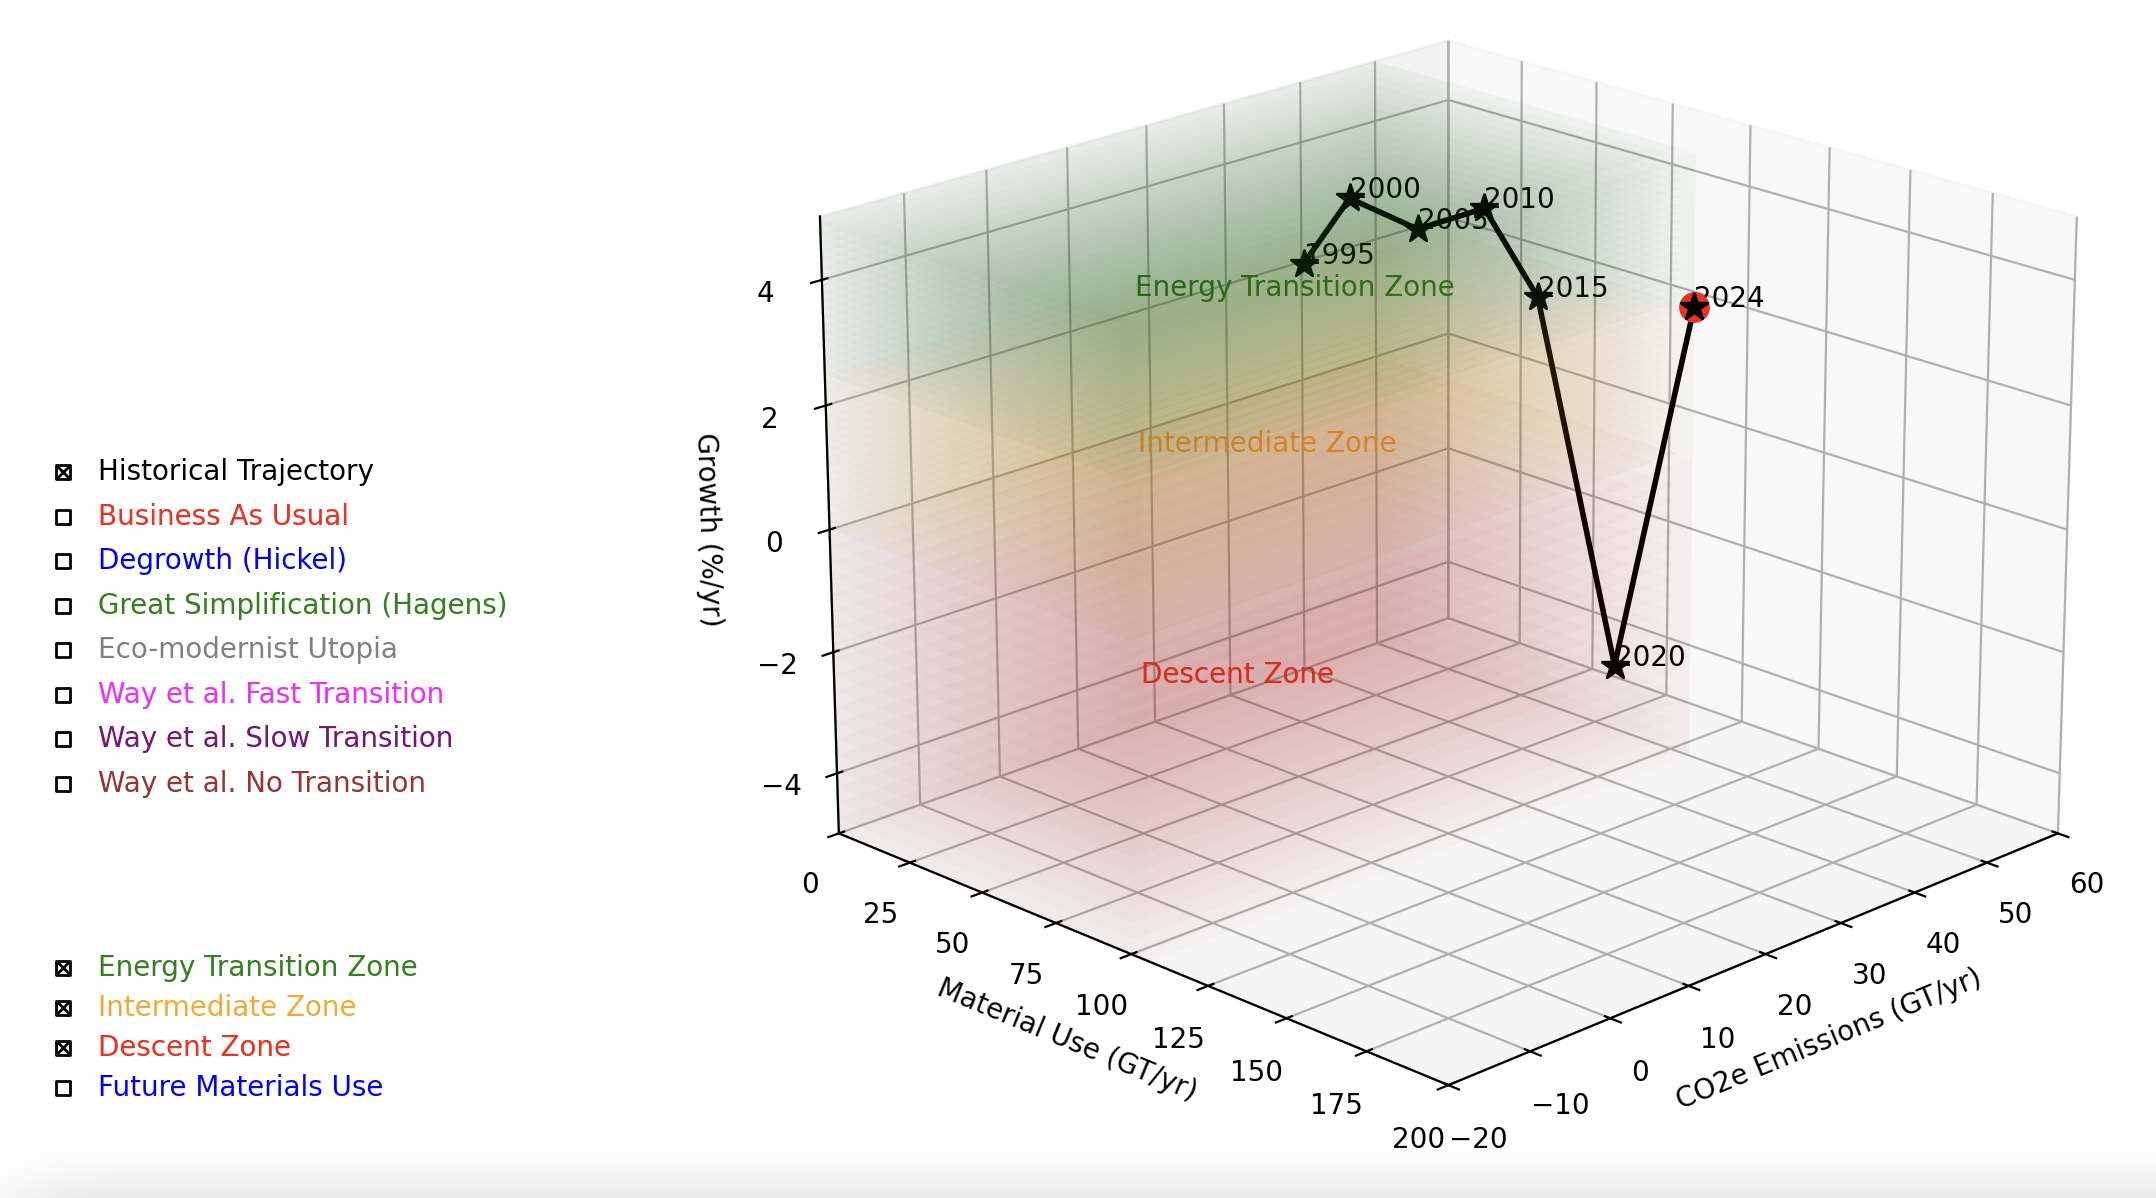 Historical Trajectory
Business As Usual
Degrowth (Hickel)
Great Simplification (Hagens)
Eco-modernist Utopia
Way et al. Fast Transition
Way et al. Slow Transition
Way et al. No Transition
Energy Transition Zone
Intermediate Zone
Descent Zone
Future Materials Use
Growth (%/yr)
4
2
0
−2
−4
2000
2010
2005
1995
Energy Transition Zone
2015
2024
Intermediate Zone
2020
Descent Zone
0
25
50
75
100
125
150
175
200
Material Use (GT/yr)
−20
−10
0
10
20
30
40
50
60
CO2e Emissions (GT/yr)